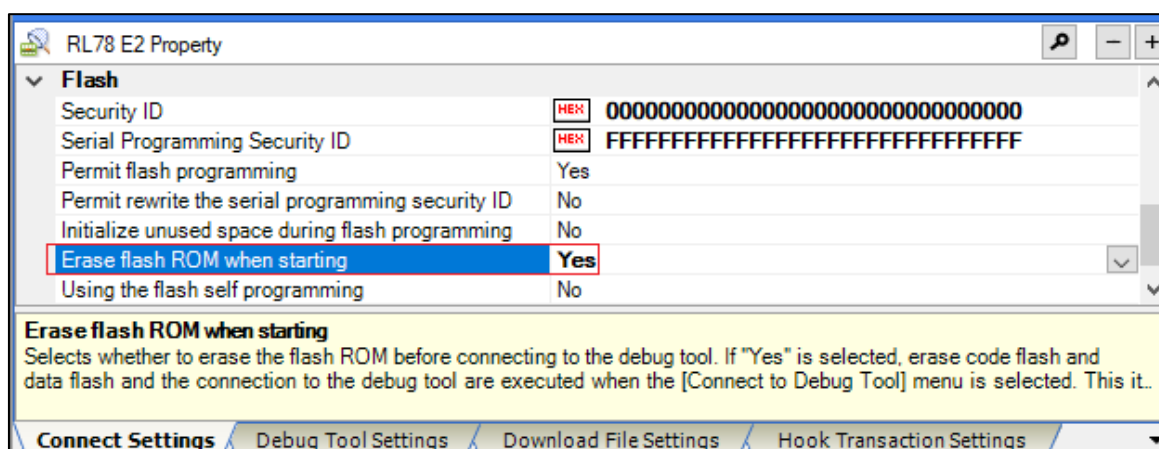 RL78 E2 Property
Flash
Security ID HEX 00000000000000000000000000000000
Serial Programming Security ID HEX FFFFFFFFFFFFFFFFFFFFFFFFFFFFFFFF
Permit flash programming Yes
Permit rewrite the serial programming security ID No
Initialize unused space during flash programming No
Erase flash ROM when starting Yes
Using the flash self programming No
Erase flash ROM when starting
Selects whether to erase the flash ROM before connecting to the debug tool. If "Yes" is selected, erase code flash and
data flash and the connection to the debug tool are executed when the [Connect to Debug Tool] menu is selected. This it..
Connect Settings Debug Tool Settings Download File Settings Hook Transaction Settings